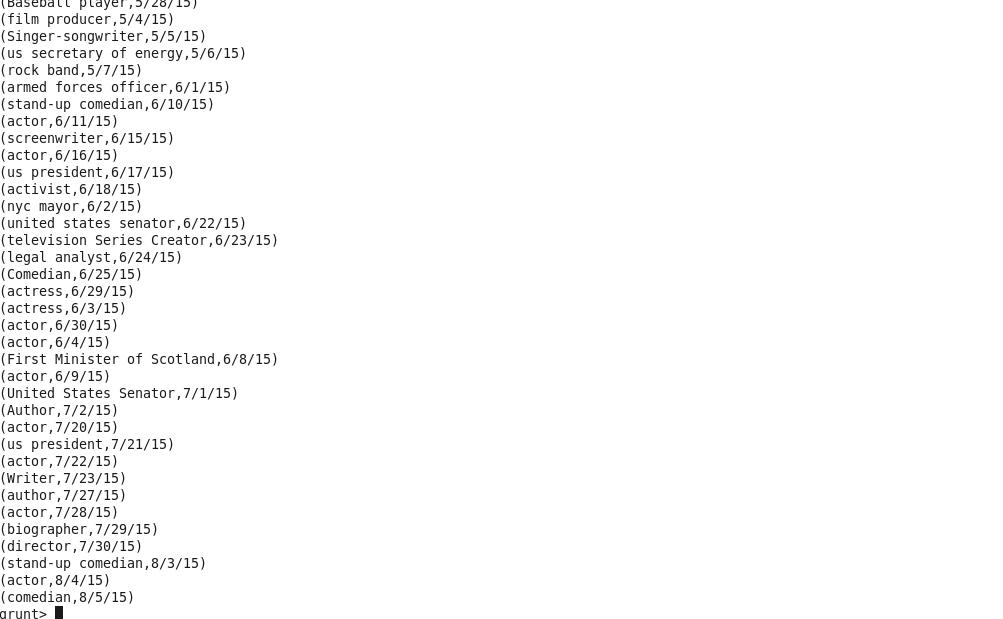 (Baseball player,5/28/15)
(film producer,5/4/15)
(Singer-songwriter,5/5/15)
(us secretary of energy,5/6/15)
(rock band,5/7/15)
(armed forces officer,6/1/15)
(stand-up comedian,6/10/15)
(actor,6/11/15)
(screenwriter,6/15/15)
(actor,6/16/15)
(us president,6/17/15)
(activist,6/18/15)
(nyc mayor,6/2/15)
(united states senator,6/22/15)
(television Series Creator,6/23/15)
(legal analyst,6/24/15)
(Comedian,6/25/15)
(actress,6/29/15)
(actress,6/3/15)
(actor,6/30/15)
(actor,6/4/15)
(First Minister of Scotland,6/8/15)
(actor,6/9/15)
(United States Senator,7/1/15)
(Author,7/2/15)
(actor,7/20/15)
(us president,7/21/15)
(actor,7/22/15)
(Writer,7/23/15)
(author,7/27/15)
(actor,7/28/15)
(biographer,7/29/15)
(director,7/30/15)
(stand-up comedian,8/3/15)
(actor,8/4/15)
(comedian,8/5/15)
grunt>